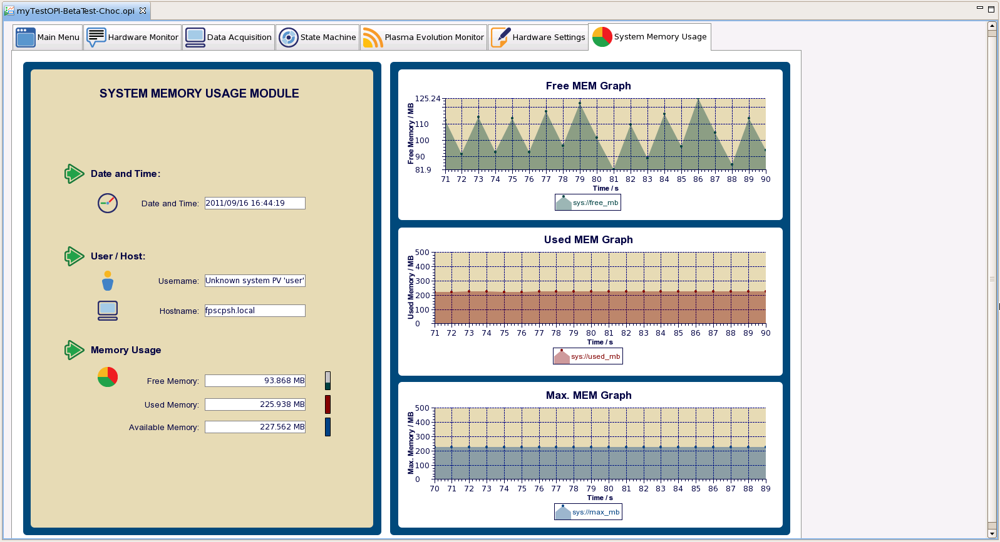 myTestOPI-BetaTest-Choc.opi
Main Menu
Hardware Monitor
Data Acquisition
State Machine
Plasma Evolution Monitor
Hardware Settings
System Memory Usage
SYSTEM MEMORY USAGE MODULE
Date and Time:
Date and Time: 2011/09/16 16:44:19
User / Host:
Username: Unknown system PV 'user'
Hostname: fpscpsh.local
Memory Usage
Free Memory: 93.868 MB
Used Memory: 225.938 MB
Available Memory: 227.562 MB
Free MEM Graph
Free Memory / MB
125.24
110
100
90
81.9
71 72 73 74 75 76 77 78 79 80 81 82 83 84 85 86 87 88 89 90
Time / s
sys://free_mb
Used MEM Graph
Used Memory / MB
500
400
300
200
100
0
71 72 73 74 75 76 77 78 79 80 81 82 83 84 85 86 87 88 89 90
Time / s
sys://used_mb
Max. MEM Graph
Max. Memory / MB
500
400
300
200
100
0
70 71 72 73 74 75 76 77 78 79 80 81 82 83 84 85 86 87 88 89
Time / s
sys://max_mb